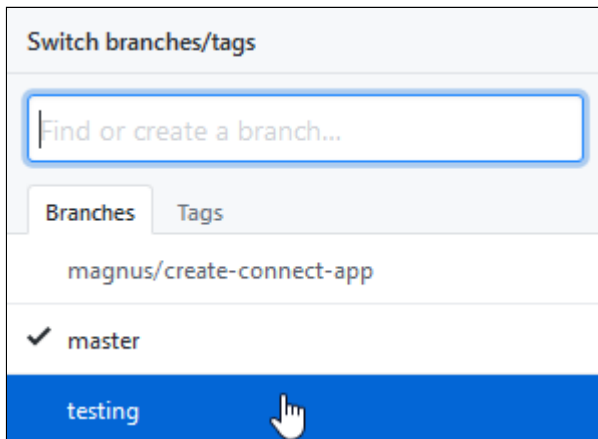 Switch branches/tags
Find or create a branch...
Branches Tags
magnus/create-connect-app
master
testing